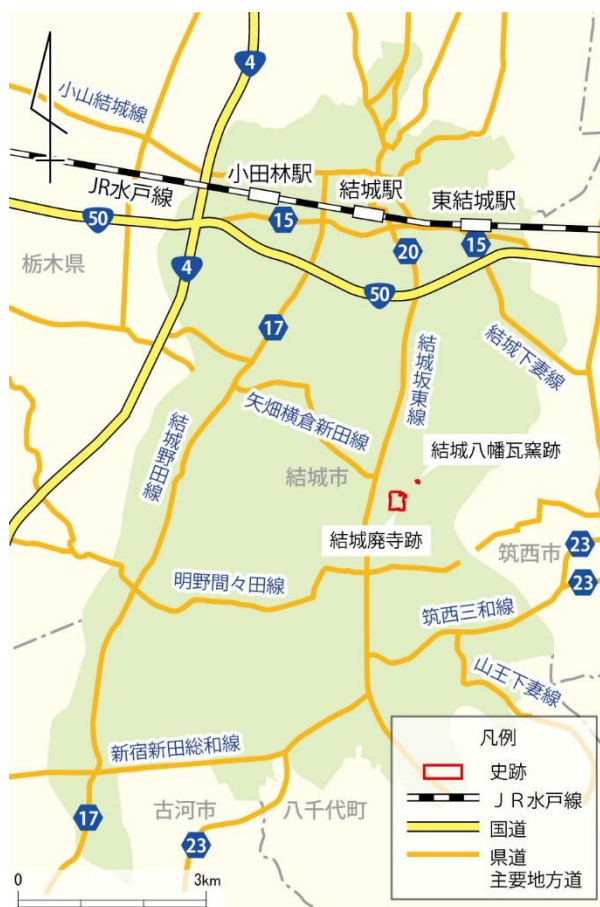 4
小山結城線
小田林駅
結城駅
東結城駅
JR水戸線
15
50
20
15
栃木県
4
50
17
結城坂東線
結城下妻線
矢畑横倉新田線
結城野田線
結城八幡瓦窯跡
結城市
結城廃寺跡
筑西市
23
明野間々田線
23
筑西三和線
山王下妻線
新宿新田総和線
17
古河市
八千代町
23
0
3km
凡例
史跡
ＪＲ水戸線
国道
県道
主要地方道